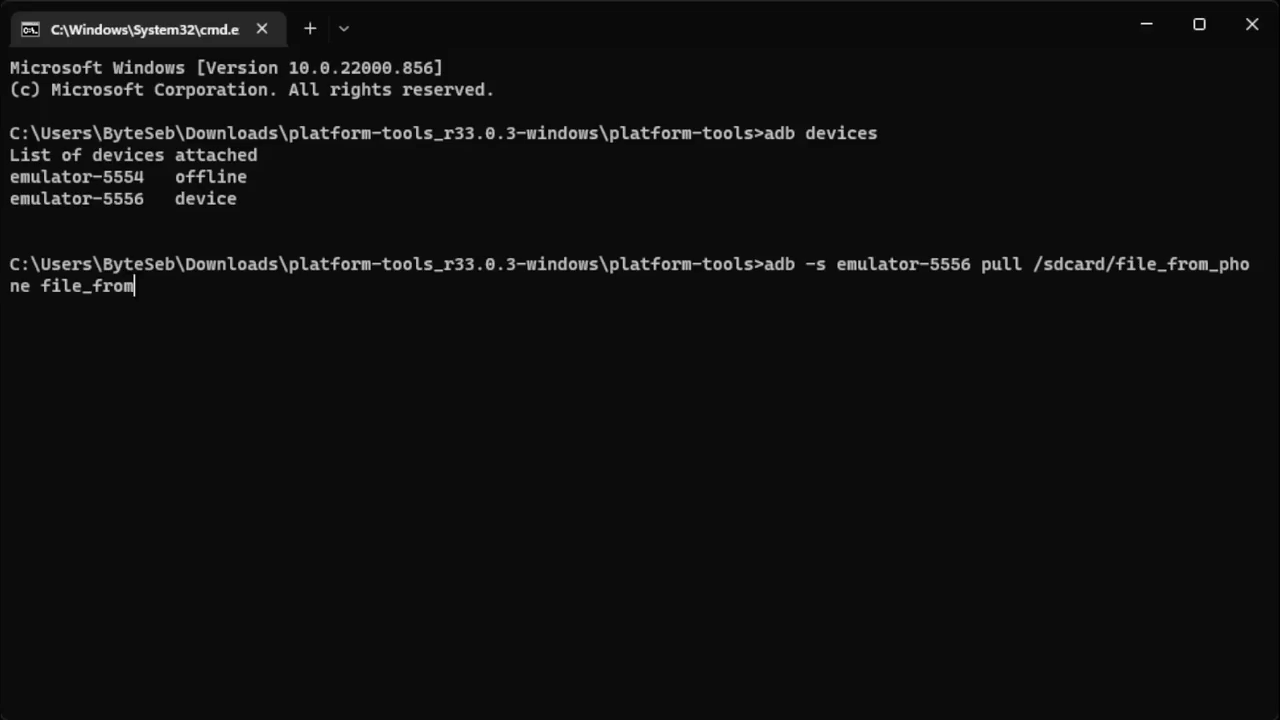 C:\Windows\System32\cmd.e
Microsoft Windows [Version 10.0.22000.856]
(c) Microsoft Corporation. All rights reserved.
C:\Users\ByteSeb\Downloads\platform-tools_r33.0.3-windows\platform-tools>adb devices
List of devices attached
emulator-5554   offline
emulator-5556   device
C:\Users\ByteSeb\Downloads\platform-tools_r33.0.3-windows\platform-tools>adb -s emulator-5556 pull /sdcard/file_from_pho
ne file_from